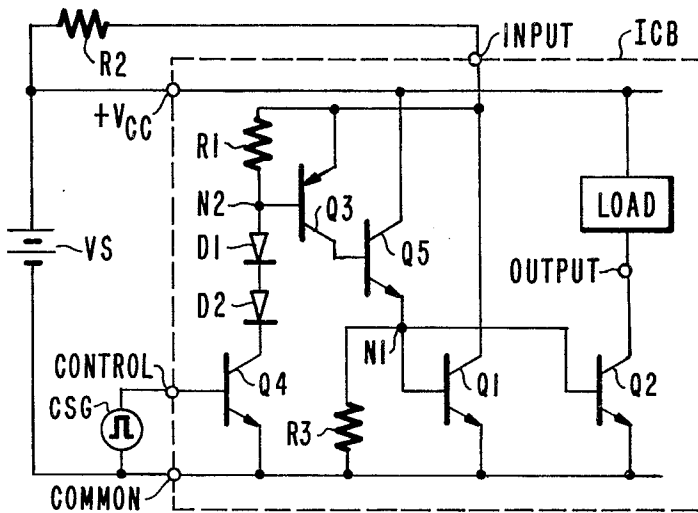 INPUT
ICB
R2
+VCC
R1
N2
Q3
D1
Q5
LOAD
VS
D2
OUTPUT
CONTROL
N1
CSG
Q4
Q1
Q2
R3
COMMON